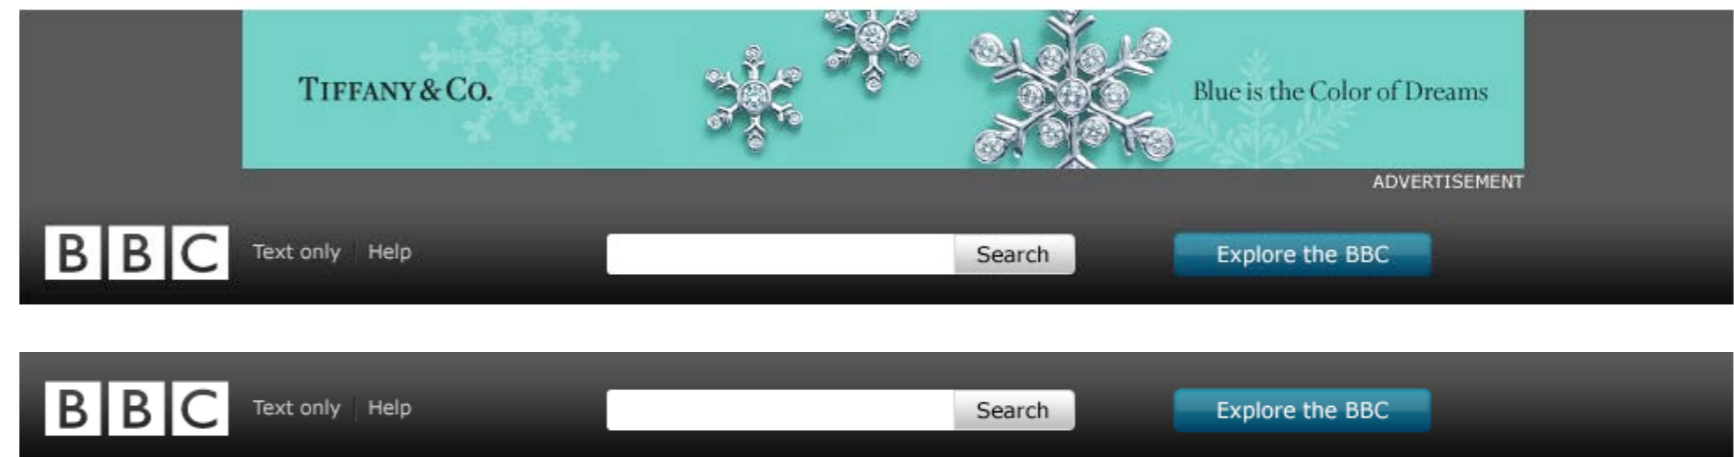 TIFFANY & CO.
Blue is the Color of Dreams
ADVERTISEMENT
BBC Text only Help Search Explore the BBC
BBC Text only Help Search Explore the BBC